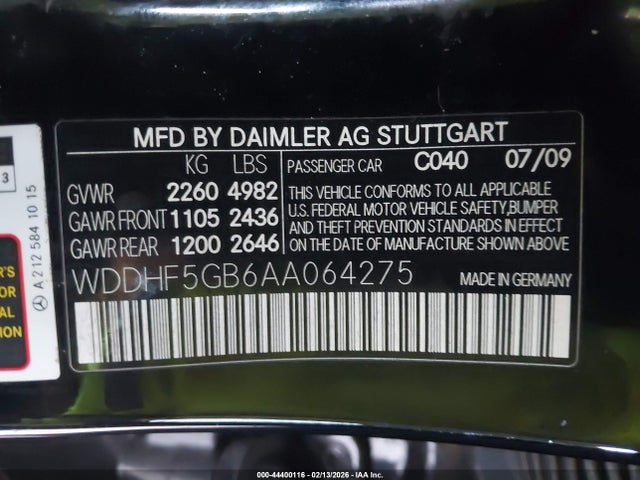 MFD BY DAIMLER AG STUTTGART
KG LBS
GVWR 2260 4982
GAWR FRONT 1105 2436
GAWR REAR 1200 2646
PASSENGER CAR C040 07/09
THIS VEHICLE CONFORMS TO ALL APPLICABLE
U.S. FEDERAL MOTOR VEHICLE SAFETY,BUMPER
AND THEFT PREVENTION STANDARDS IN EFFECT
ON THE DATE OF MANUFACTURE SHOWN ABOVE
WDDHF5GB6AA064275 MADE IN GERMANY
3
A 212 584 10 15
000-44400116 - 02/13/2026 - IAA Inc.